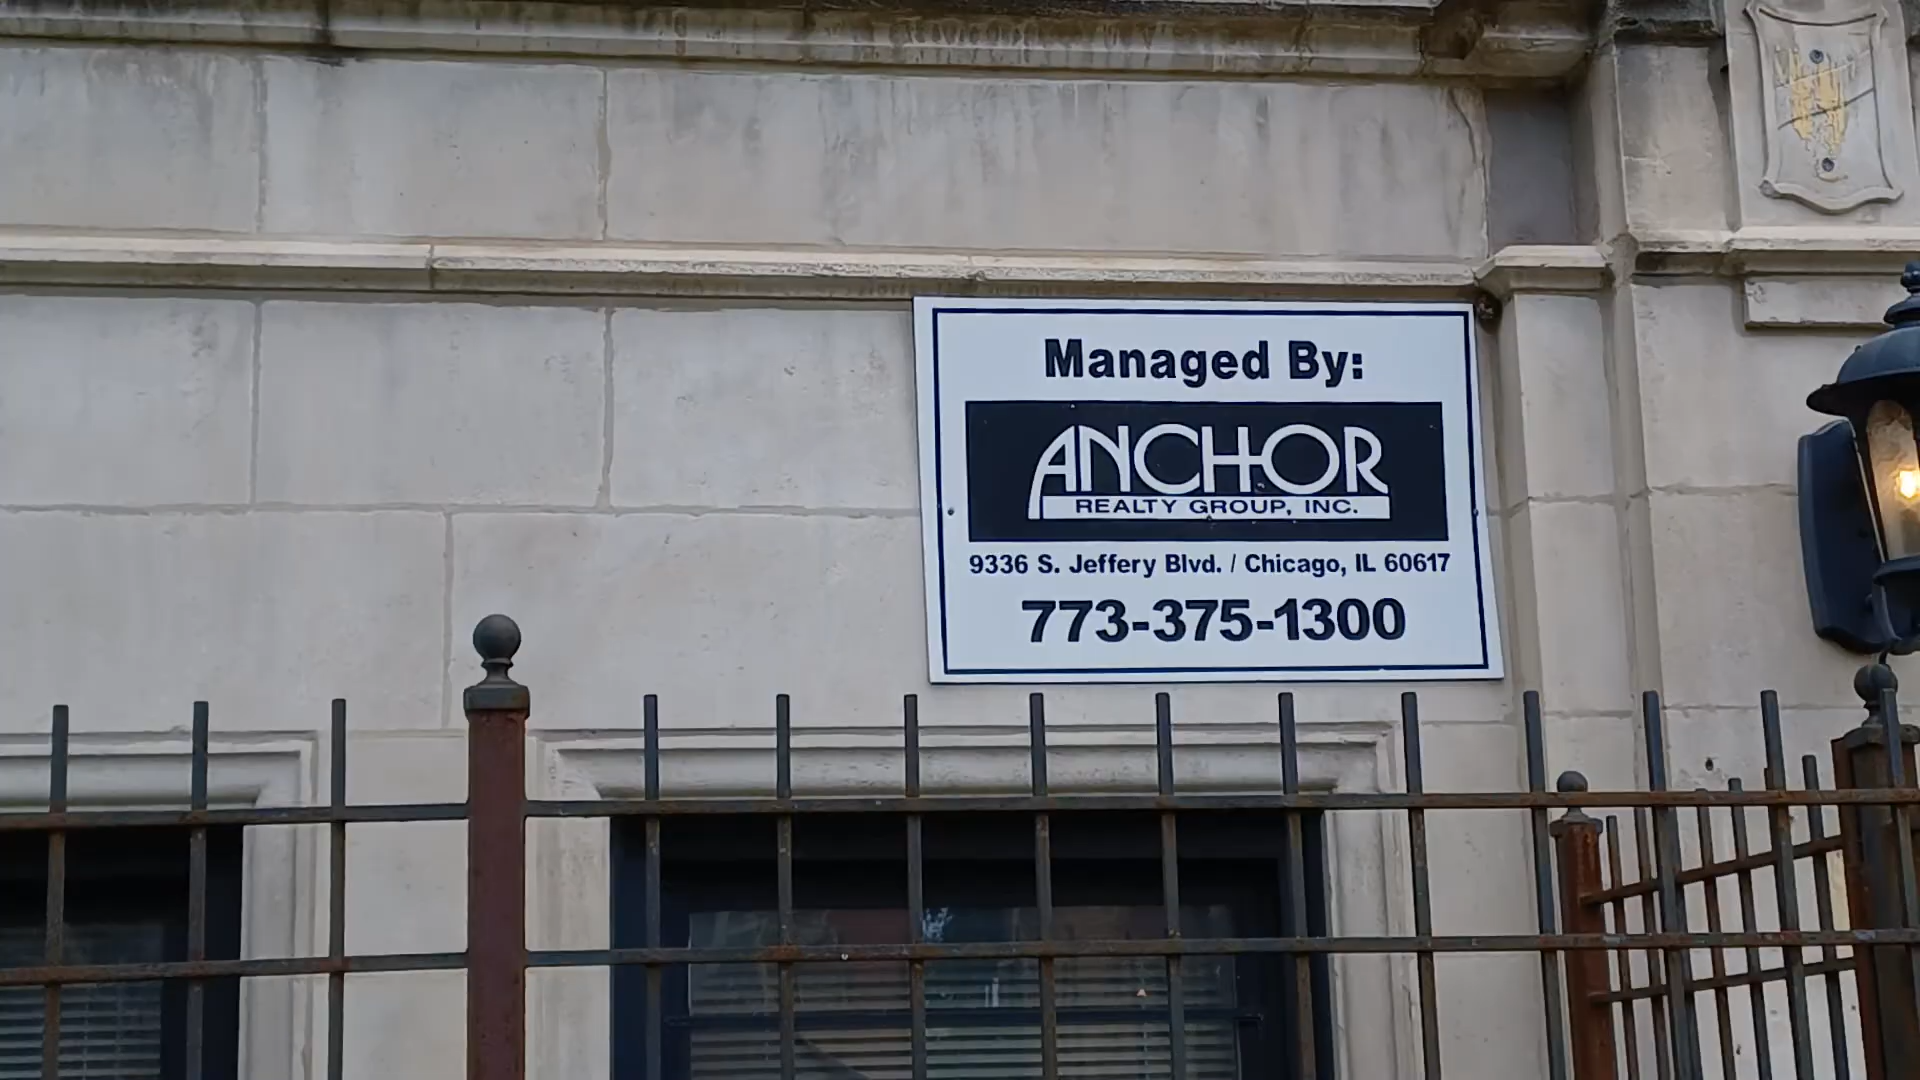 Managed By:
ANCHOR
REALTY GROUP, INC.
9336 S. Jeffery Blvd. / Chicago, IL 60617
773-375-1300